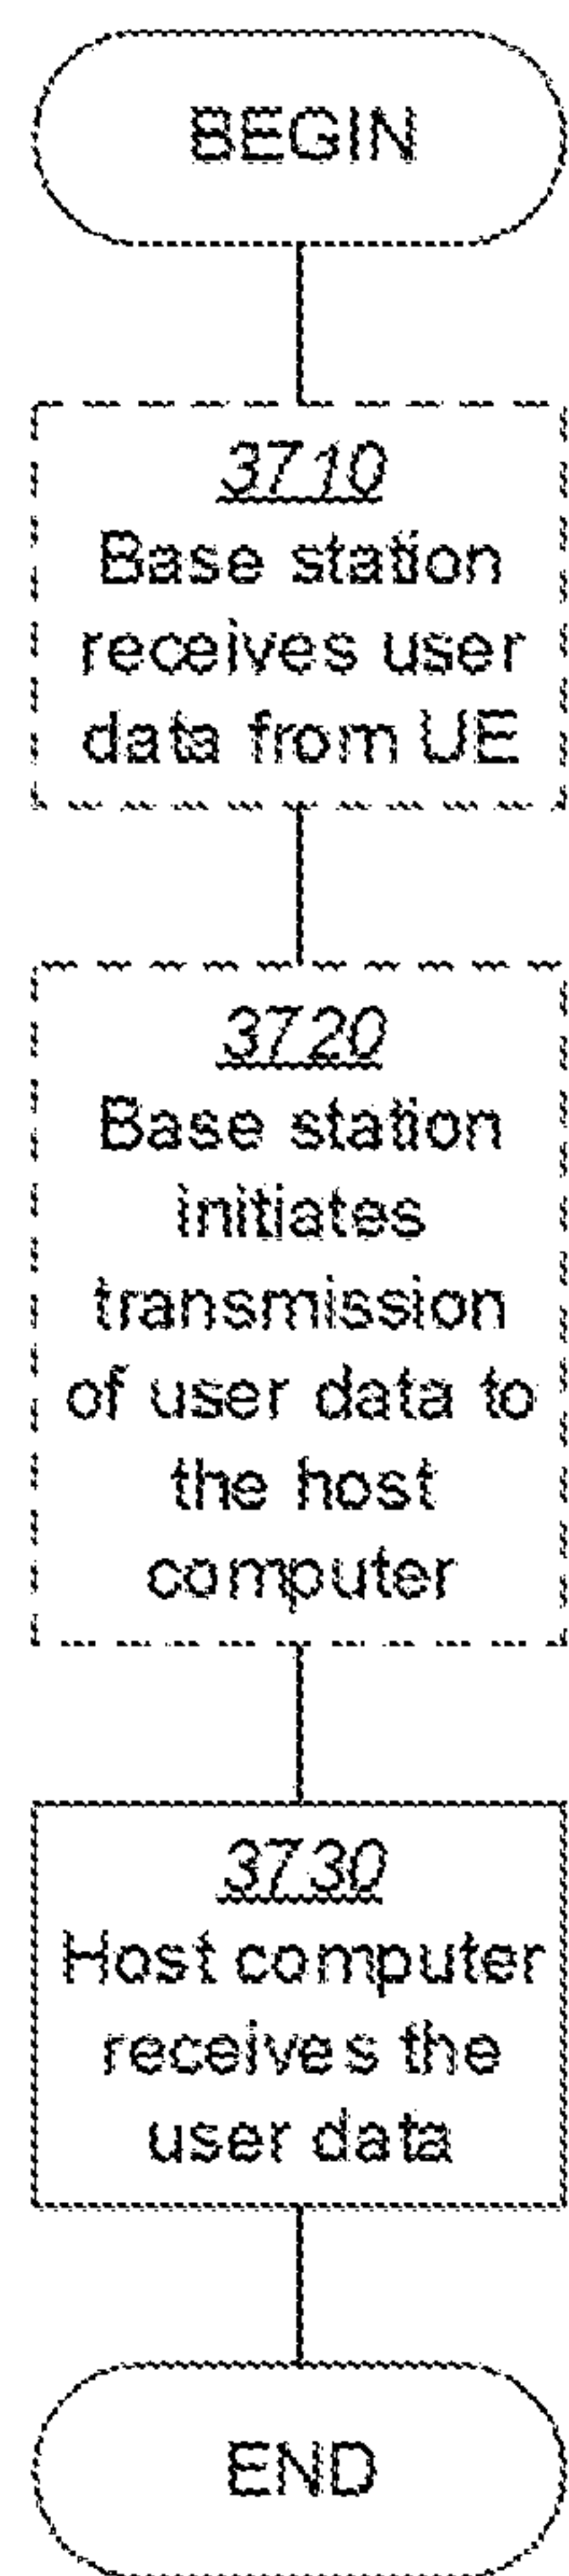 BEGIN
3710
Base station
receives user
data from UE
3720
Base station
initiates
transmission
of user data to
the host
computer
3730
Host computer
receives the
user data
END